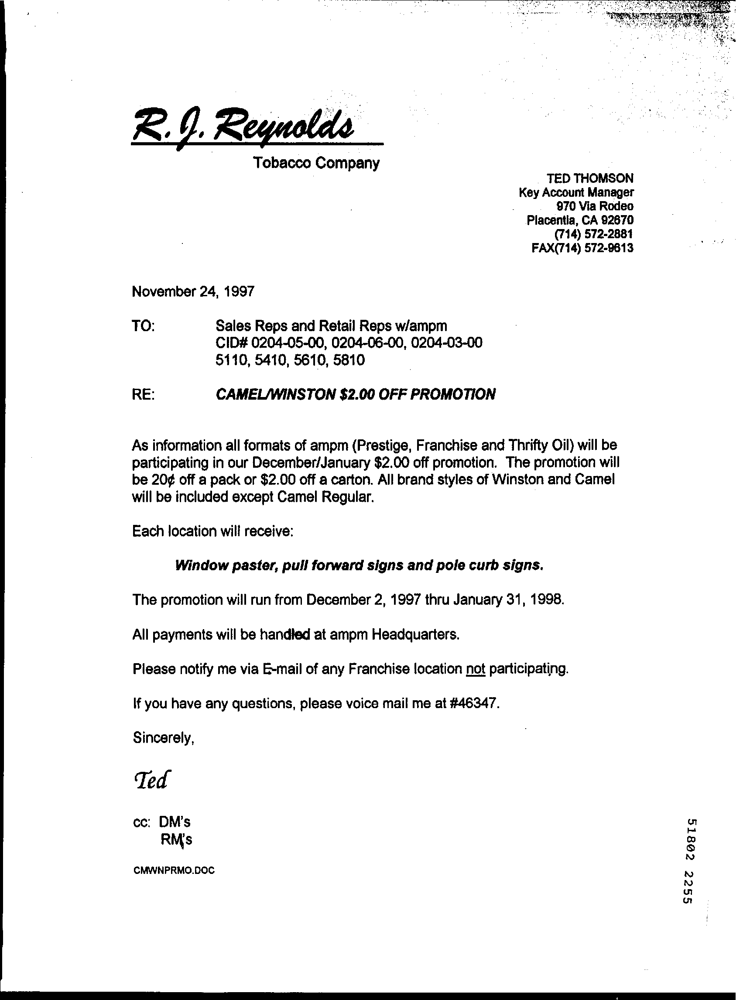 R. J. Reynolds
Tobacco Company
TED THOMSON
Key Account Manager
970 Via Rodeo
Placentia, CA 92670
(714) 572-2881
FAX(714) 572-9613
November 24, 1997
TO: Sales Reps and Retail Reps w/ampm
CID# 0204-05-00, 0204-06-00, 0204-03-00
5110, 5410, 5610, 5810
RE: CAMEL/WINSTON $2.00 OFF PROMOTION
As information all formats of ampm (Prestige, Franchise and Thrifty Oil) will be
participating in our December/January $2.00 off promotion. The promotion will
be 20¢ off a pack or $2.00 off a carton. All brand styles of Winston and Camel
will be included except Camel Regular.
Each location will receive:
Window paster, pull forward signs and pole curb signs.
The promotion will run from December 2, 1997 thru January 31, 1998.
All payments will be handled at ampm Headquarters.
Please notify me via E-mail of any Franchise location not participating.
If you have any questions, please voice mail me at #46347.
Sincerely,
Ted
cc: DM's
RM's
CMWNPRMO.DOC
51802 2255